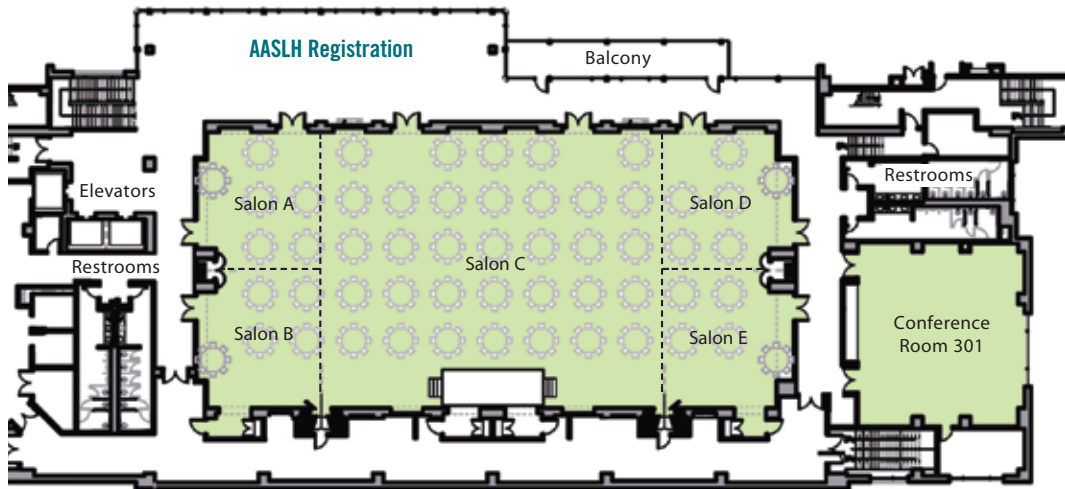 AASLH Registration
Balcony
Elevators
Restrooms
Salon A
Salon D
Restrooms
Salon C
Salon B
Salon E
Conference
Room 301